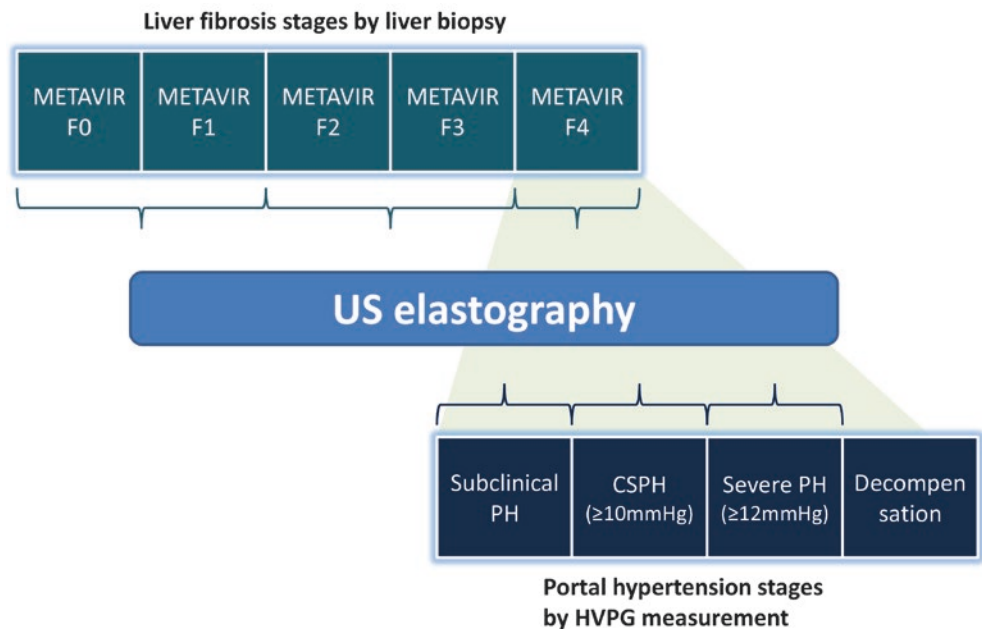 Liver fibrosis stages by liver biopsy
METAVIR
F0
METAVIR
F1
METAVIR
F2
METAVIR
F3
METAVIR
F4
US elastography
Subclinical
PH
CSPH
(≥10mmHg)
Severe PH
(≥12mmHg)
Decompen
sation
Portal hypertension stages
by HVPG measurement